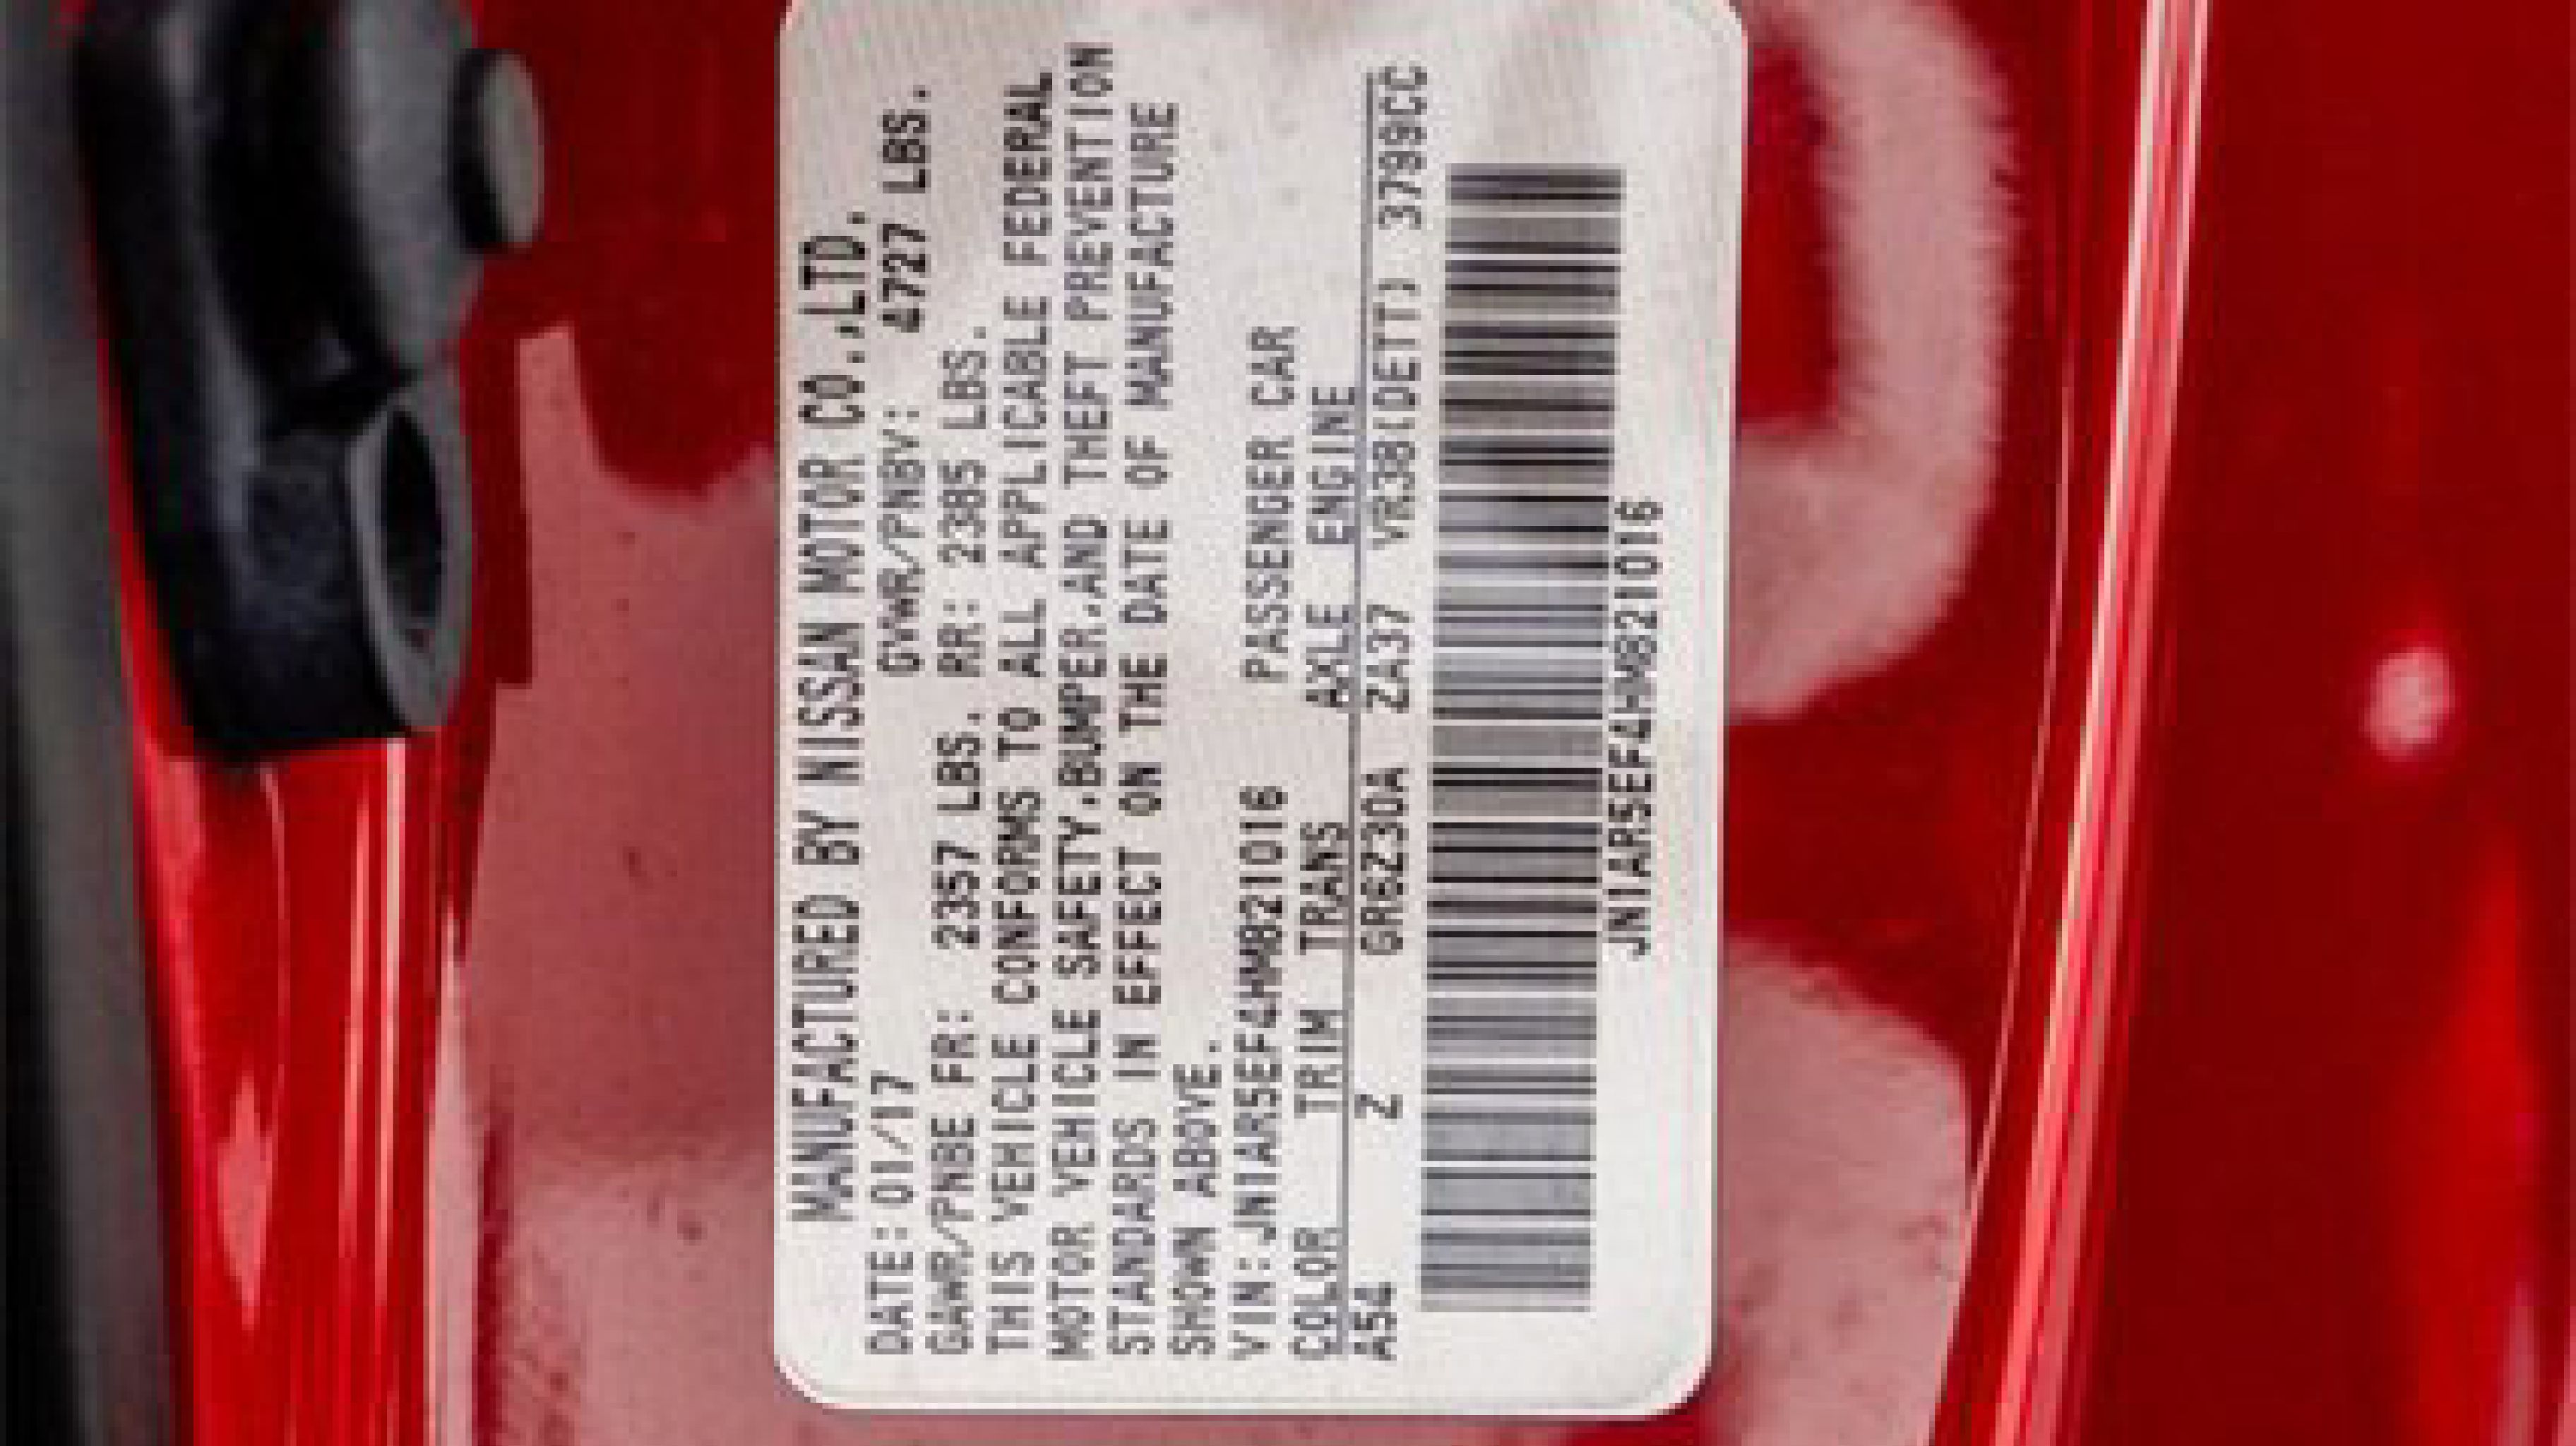 MANUFACTURED BY NISSAN MOTOR CO.,LTD.
DATE:01/17 GVWR/PNBV: 4727 LBS.
GAWR/PNBE FR: 2357 LBS. RR: 2385 LBS.
THIS VEHICLE CONFORMS TO ALL APPLICABLE FEDERAL
MOTOR VEHICLE SAFETY,BUMPER,AND THEFT PREVENTION
STANDARDS IN EFFECT ON THE DATE OF MANUFACTURE
SHOWN ABOVE.
VIN:JN1AR5EF4HM821016 PASSENGER CAR
COLOR TRIM TRANS AXLE ENGINE
A54 Z GR6Z30A ZA37 VR38(DETT) 3799CC
JN1AR5EF4HM821016